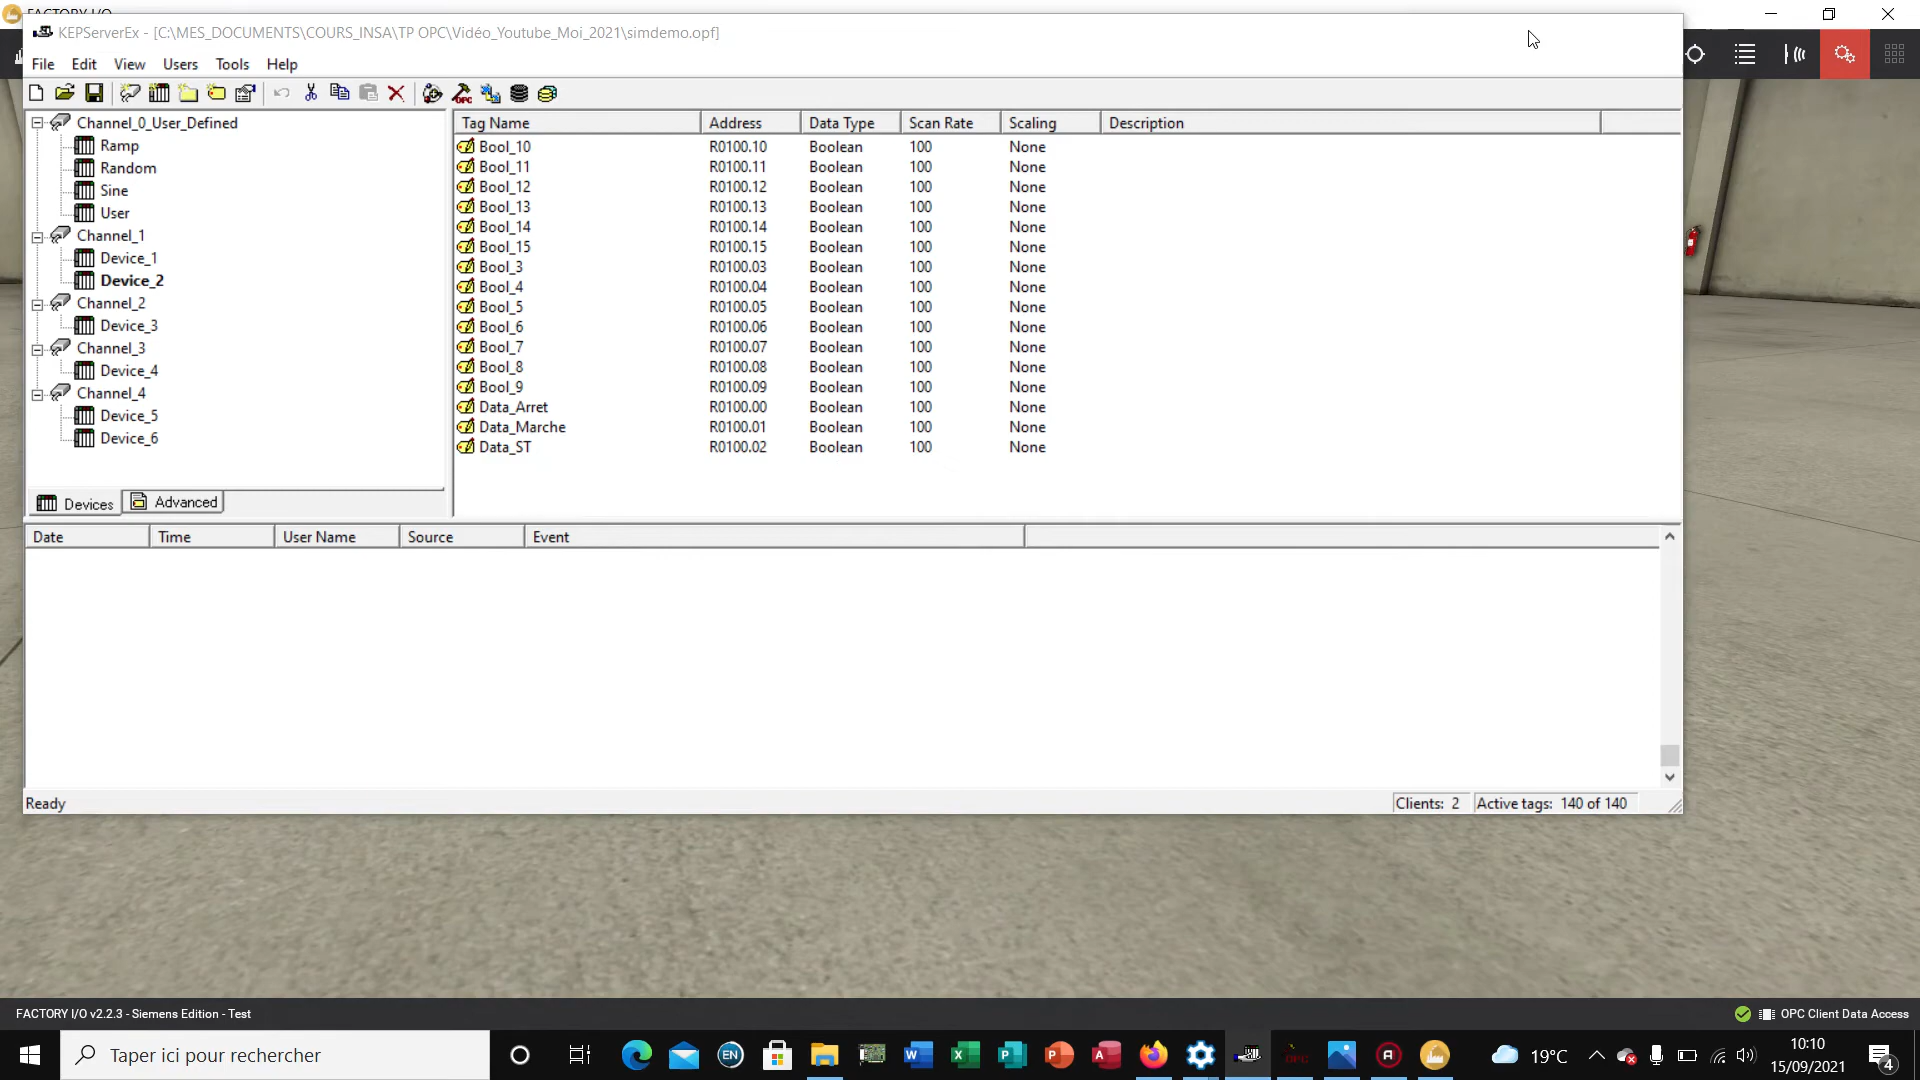 KEPServerEx - [C:\MES_DOCUMENTS\COURS_INSA\TP OPC\Vidéo_Youtube_Moi_2021\simdemo.opf]
File Edit View Users Tools Help
Channel_0_User_Defined
Ramp
Random
Sine
User
Channel_1
Device_1
Device_2
Channel_2
Device_3
Channel_3
Device_4
Channel_4
Device_5
Device_6
Devices Advanced
Tag Name Address Data Type Scan Rate Scaling Description
Bool_10 R0100.10 Boolean 100 None
Bool_11 R0100.11 Boolean 100 None
Bool_12 R0100.12 Boolean 100 None
Bool_13 R0100.13 Boolean 100 None
Bool_14 R0100.14 Boolean 100 None
Bool_15 R0100.15 Boolean 100 None
Bool_3 R0100.03 Boolean 100 None
Bool_4 R0100.04 Boolean 100 None
Bool_5 R0100.05 Boolean 100 None
Bool_6 R0100.06 Boolean 100 None
Bool_7 R0100.07 Boolean 100 None
Bool_8 R0100.08 Boolean 100 None
Bool_9 R0100.09 Boolean 100 None
Data_Arret R0100.00 Boolean 100 None
Data_Marche R0100.01 Boolean 100 None
Data_ST R0100.02 Boolean 100 None
Date Time User Name Source Event
Ready Clients: 2 Active tags: 140 of 140
FACTORY I/O v2.2.3 - Siemens Edition - Test
OPC Client Data Access
Taper ici pour rechercher
EN
19°C
10:10
15/09/2021
4